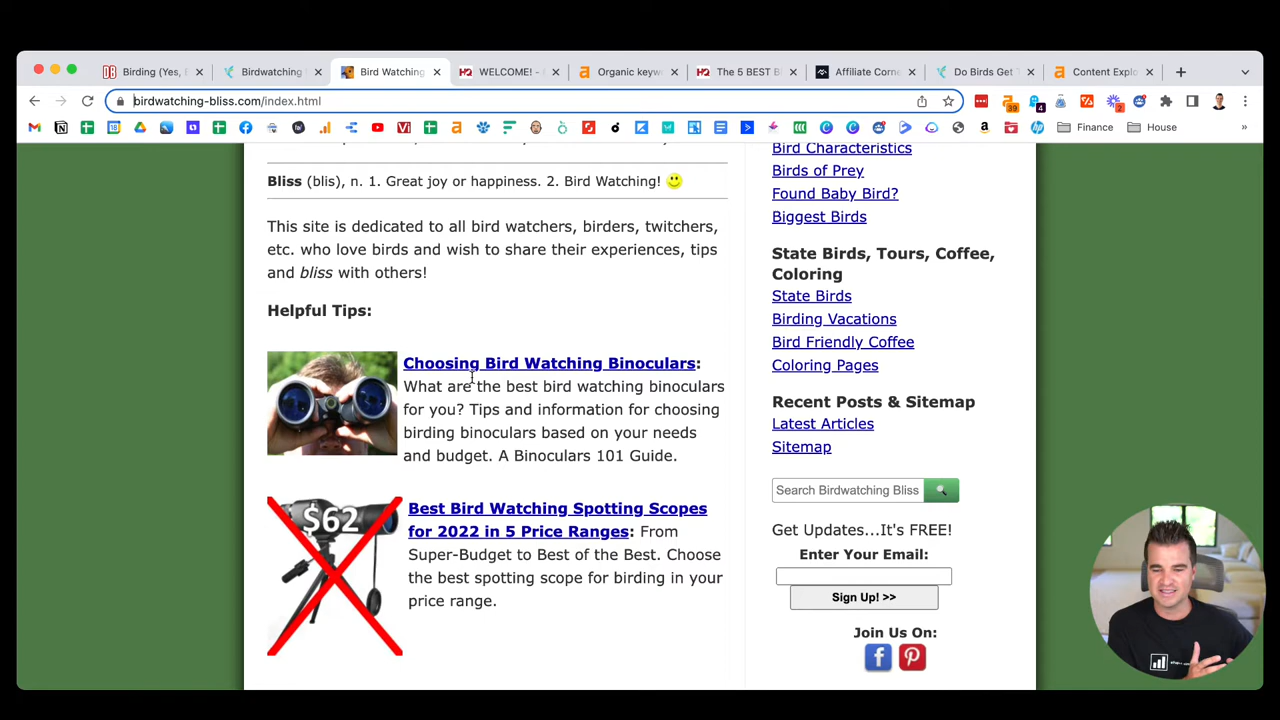 Birding (Yes,
Birdwatching
Bird Watching
WELCOME! -
Organic keyw
The 5 BEST B
Affiliate Corn
Do Birds Get T
Content Explo
birdwatching-bliss.com/index.html
Finance
House
Bliss (blis), n. 1. Great joy or happiness. 2. Bird Watching!
This site is dedicated to all bird watchers, birders, twitchers,
etc. who love birds and wish to share their experiences, tips
and bliss with others!
Helpful Tips:
Choosing Bird Watching Binoculars:
What are the best bird watching binoculars
for you? Tips and information for choosing
birding binoculars based on your needs
and budget. A Binoculars 101 Guide.
$62
Best Bird Watching Spotting Scopes
for 2022 in 5 Price Ranges: From
Super-Budget to Best of the Best. Choose
the best spotting scope for birding in your
price range.
Bird Characteristics
Birds of Prey
Found Baby Bird?
Biggest Birds
State Birds, Tours, Coffee,
Coloring
State Birds
Birding Vacations
Bird Friendly Coffee
Coloring Pages
Recent Posts & Sitemap
Latest Articles
Sitemap
Search Birdwatching Bliss
Get Updates...It's FREE!
Enter Your Email:
Sign Up! >>
Join Us On: